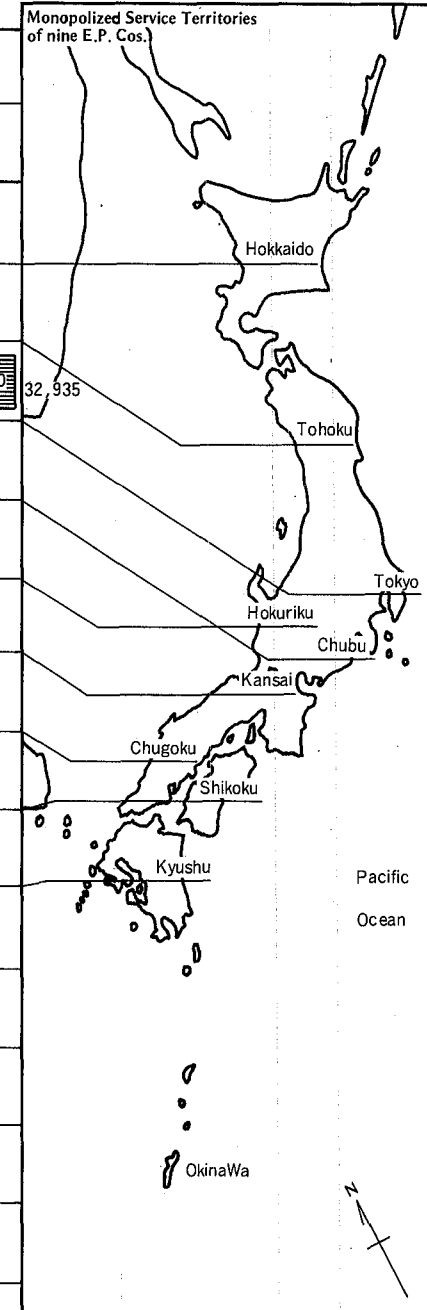 Monopolized Service Territories
of nine E.P. Cos.
Hokkaido
32,935
Tohoku
Tokyo
Hokuriku
Chubu
Kansai
Chugoku
Shikoku
Kyushu
Pacific
Ocean
OkinaWa
N